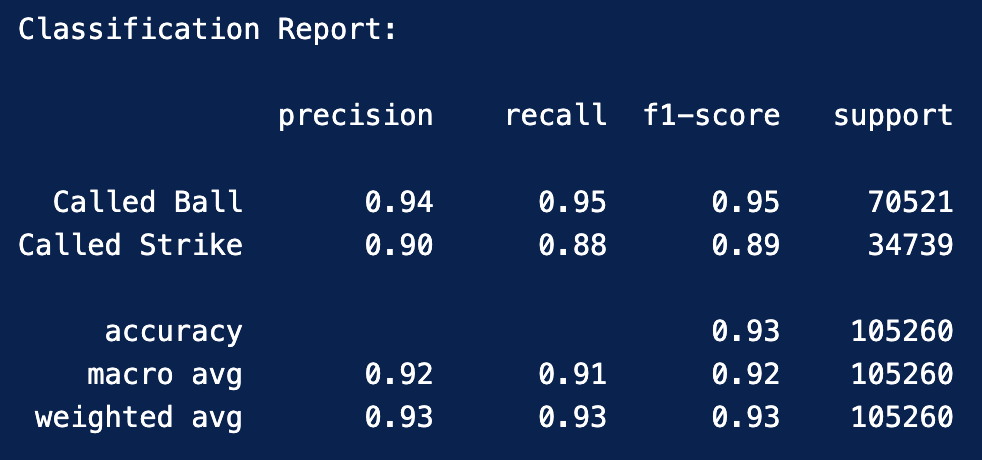 Classification Report:
precision recall f1-score support
Called Ball 0.94 0.95 0.95 70521
Called Strike 0.90 0.88 0.89 34739
accuracy 0.93 105260
macro avg 0.92 0.91 0.92 105260
weighted avg 0.93 0.93 0.93 105260